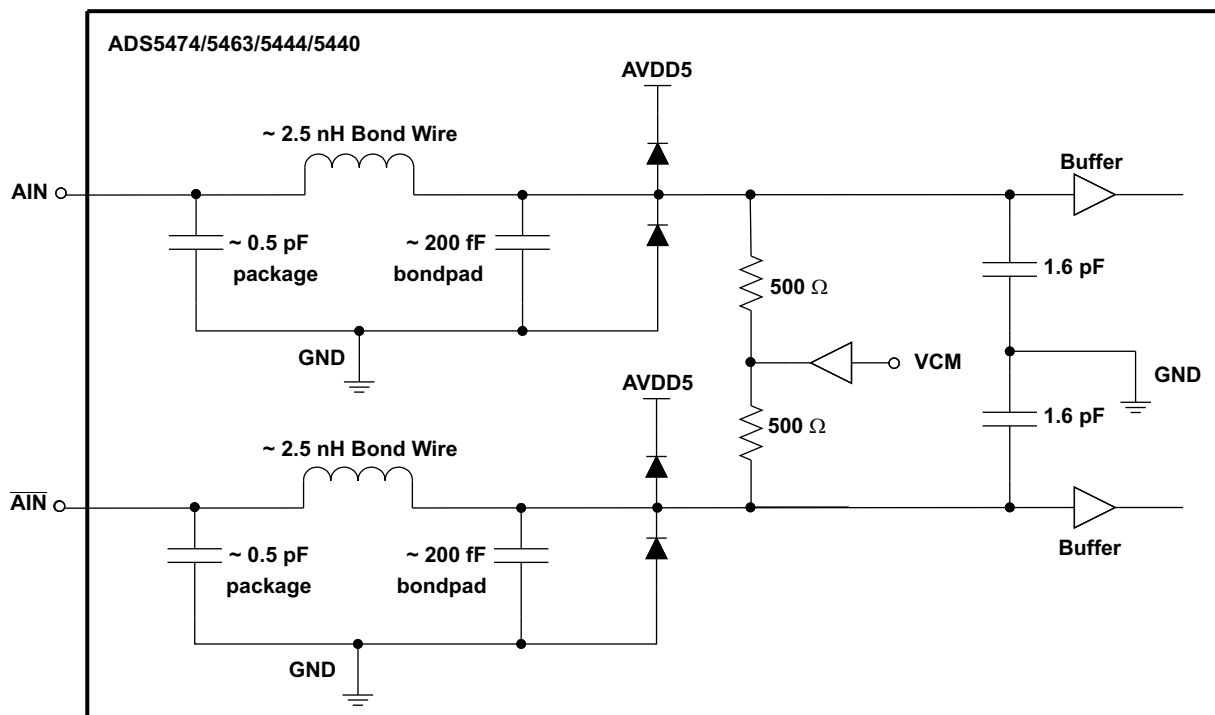 ADS5474/5463/5444/5440
AVDD5
~ 2.5 nH Bond Wire
Buffer
AIN
~ 0.5 pF
package
~ 200 fF
bondpad
1.6 pF
500 Ω
GND
VCM
GND
AVDD5
1.6 pF
500 Ω
~ 2.5 nH Bond Wire
AIN
~ 0.5 pF
package
~ 200 fF
bondpad
Buffer
GND